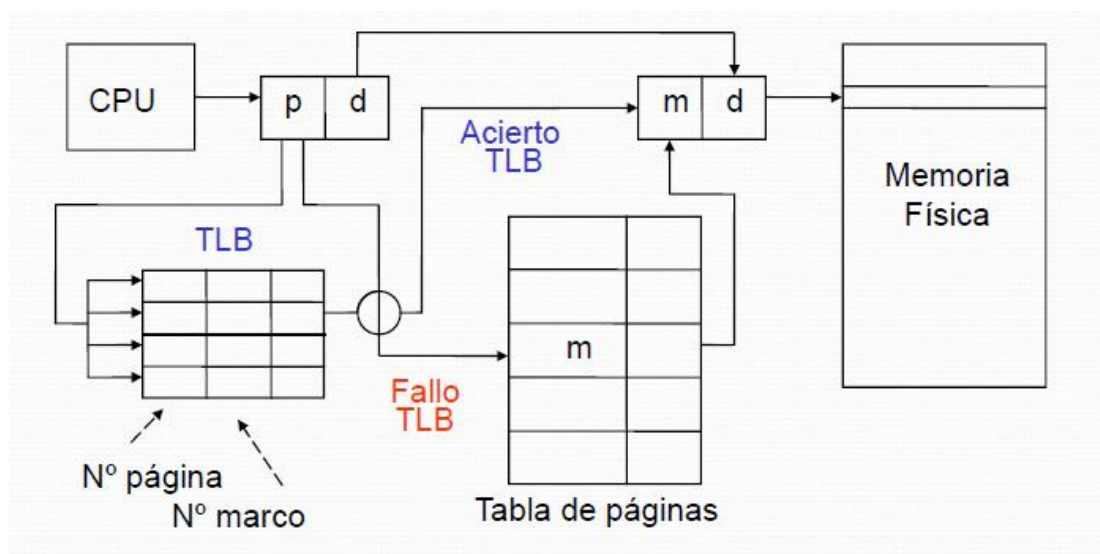 CPU
p d
m d
Acierto
TLB
Memoria
Física
TLB
m
Fallo
TLB
Nº página
Nº marco
Tabla de páginas